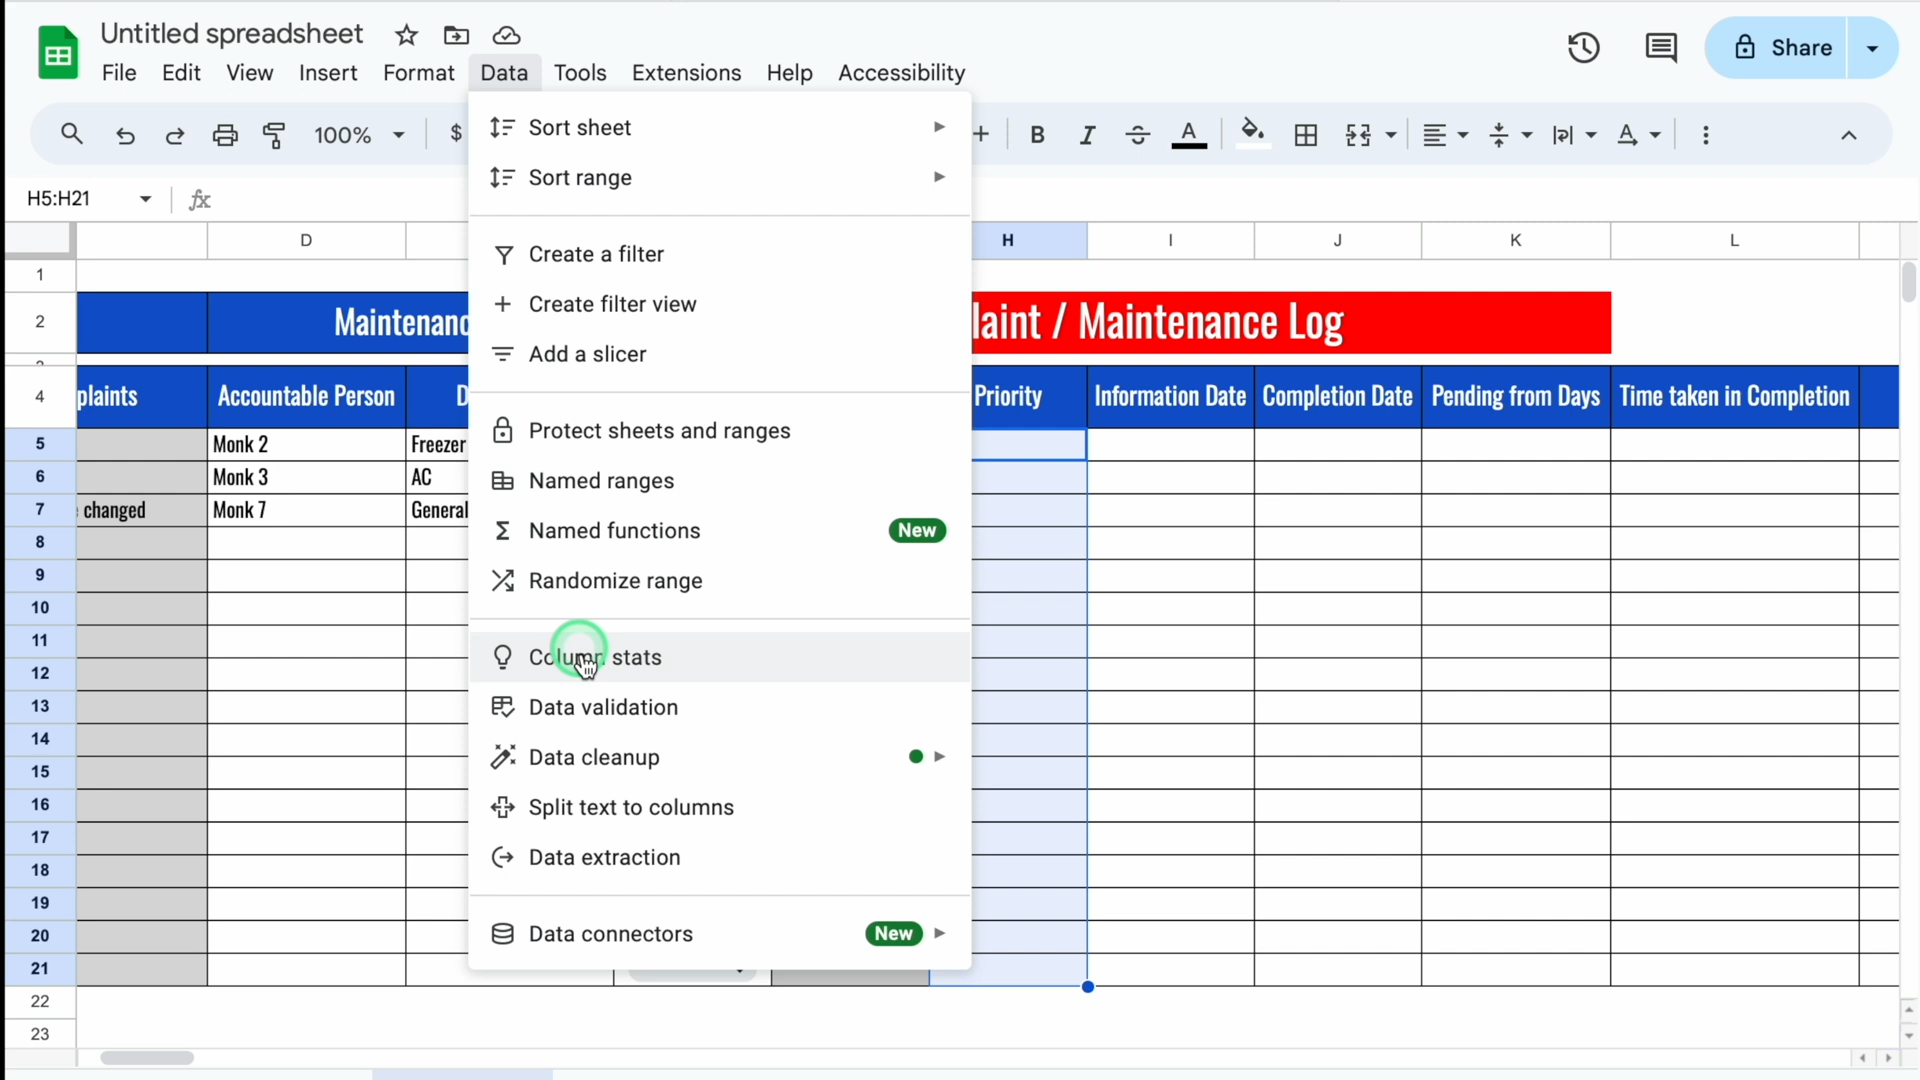 Untitled spreadsheet
File Edit View Insert Format Data Tools Extensions Help Accessibility
Share
100% $
H5:H21 fx
Sort sheet
Sort range
Create a filter
Create filter view
Add a slicer
Protect sheets and ranges
Named ranges
Named functions New
Randomize range
Column stats
Data validation
Data cleanup
Split text to columns
Data extraction
Data connectors New
D H I J K L
1
2 Maintenanc laint / Maintenance Log
4 plaints Accountable Person D Priority Information Date Completion Date Pending from Days Time taken in Completion
5 Monk 2 Freezer
6 Monk 3 AC
7 changed Monk 7 General
8
9
10
11
12
13
14
15
16
17
18
19
20
21
22
23